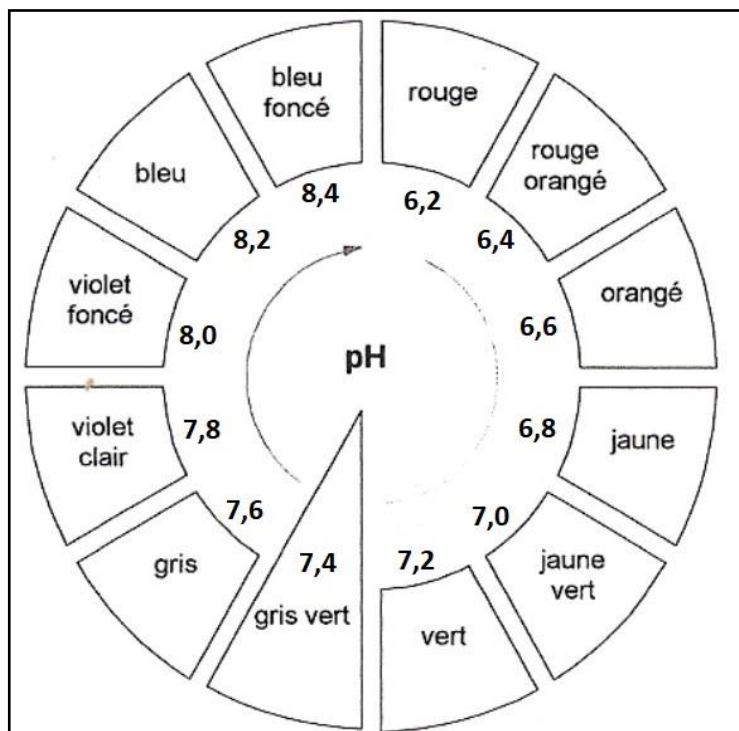 rouge
6,2
rouge
orangé
6,4
orangé
6,6
jaune
6,8
jaune
vert
7,0
vert
7,2
7,4
gris vert
gris
7,6
violet
clair
7,8
violet
foncé
8,0
bleu
8,2
bleu
foncé
8,4
pH